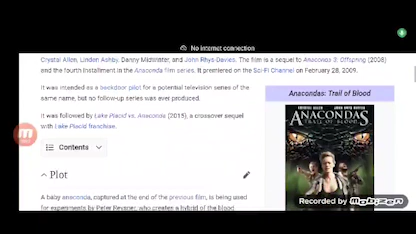 No internet connection
Crystal Allen, Linden Ashby, Danny Midwinter, and John Rhys-Davies. The film is a sequel to Anacondas 3: Offspring (2008)
and the fourth installment in the Anaconda film series. It premiered on the Sci-Fi Channel on February 28, 2009.
It was intended as a backdoor pilot for a potential television series of the
same name, but no follow-up series was ever produced.
It was followed by Lake Placid vs. Anaconda (2015), a crossover sequel
with Lake Placid franchise.
Contents
Plot
A baby anaconda, captured at the end of the previous film, is being used
for experiments by Peter Reysner, who creates a hybrid of the blood
Anacondas: Trail of Blood
CRYSTAL ALLEN
ANACONDAS
TRAIL OF BLOOD
Recorded by Mobizen